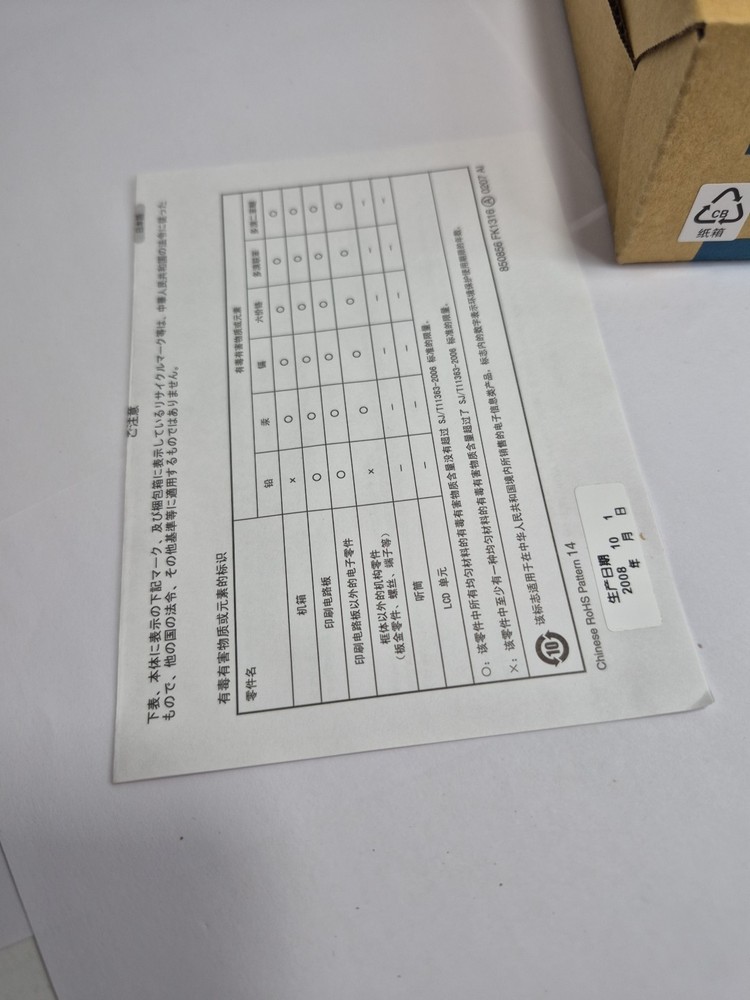 ご注意
下表、本体に表示の下記マーク、及び梱包箱に表示しているリサイクルマーク等は、中華人民共和国の法令に従った
もので、他の国の法令、その他基準等に適用するものではありません。
有毒有害物质或元素的标识
零件名 有毒有害物质或元素
铅 汞 镉 六价铬 多溴联苯 多溴二苯醚
机箱 × ○ ○ ○ ○ ○
印刷电路板 ○ ○ ○ ○ ○ ○
印刷电路板以外的电子零件 ○ ○ ○ ○ ○ ○
框体以外的机构零件
(板金零件、螺丝、端子等) × ○ ○ ○ ○ ○
听筒 – – – – – –
LCD 单元 – – – – – –
○: 该零件中所有均匀材料的有毒有害物质含量没有超过 SJ/T11363-2006 标准的限量。
×: 该零件中至少有一种均匀材料的有毒有害物质含量超过了 SJ/T11363-2006 标准的限量。
10 该标志适用于在中华人民共和国境内所销售的电子信息类产品, 标志内的数字表示环境保护使用期限的年限。
Chinese RoHS Pattern 14
850856 FK1316 Ⓐ 0207 AI
生产日期
2008 10 1
年 月 日
CB
纸箱